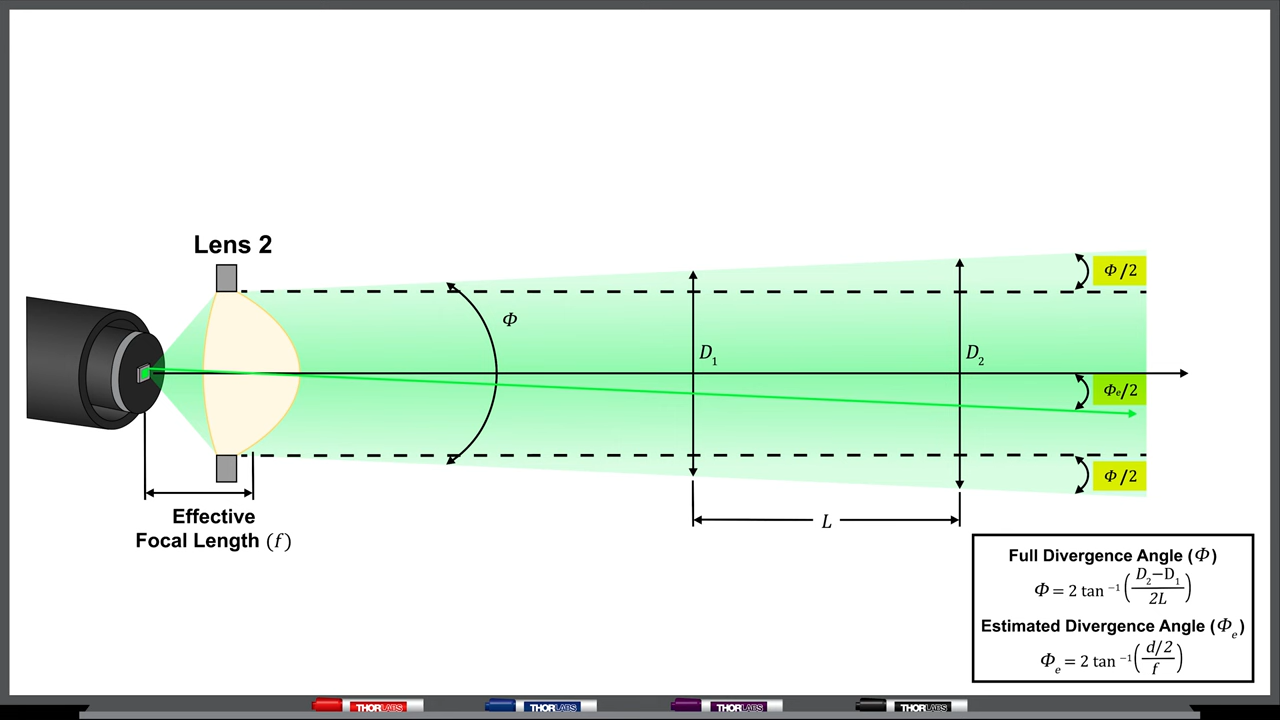 Lens 2
Φ/2
Φ
D₁
D₂
Φₑ/2
Φ/2
Effective
Focal Length (f)
L
Full Divergence Angle (Φ)
Φ = 2 tan ⁻¹ (D₂−D₁ / 2L)
Estimated Divergence Angle (Φₑ)
Φₑ = 2 tan ⁻¹ (d/2 / f)
THORLABS
THORLABS
THORLABS
THORLABS